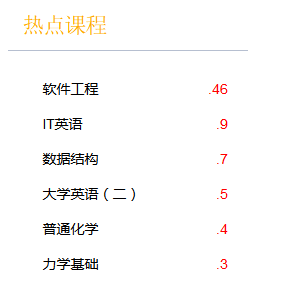 热点课程
软件工程 .46
IT英语 .9
数据结构 .7
大学英语（二） .5
普通化学 .4
力学基础 .3